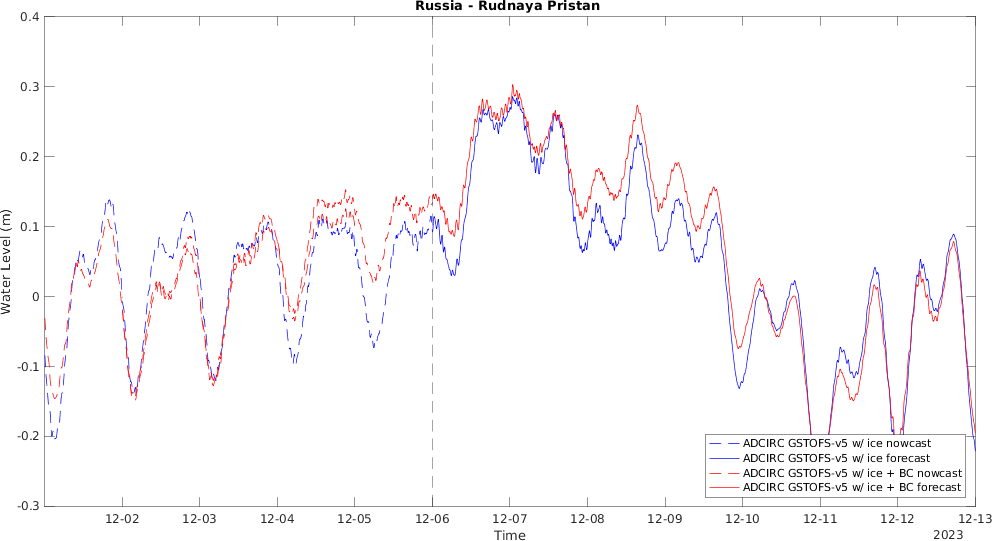 Russia - Rudnaya Pristan
0.4
0.3
0.2
0.1
0
-0.1
-0.2
-0.3
Water Level (m)
12-02 12-03 12-04 12-05 12-06 12-07 12-08 12-09 12-10 12-11 12-12 12-13
Time
2023
ADCIRC GSTOFS-v5 w/ ice nowcast
ADCIRC GSTOFS-v5 w/ ice forecast
ADCIRC GSTOFS-v5 w/ ice + BC nowcast
ADCIRC GSTOFS-v5 w/ ice + BC forecast